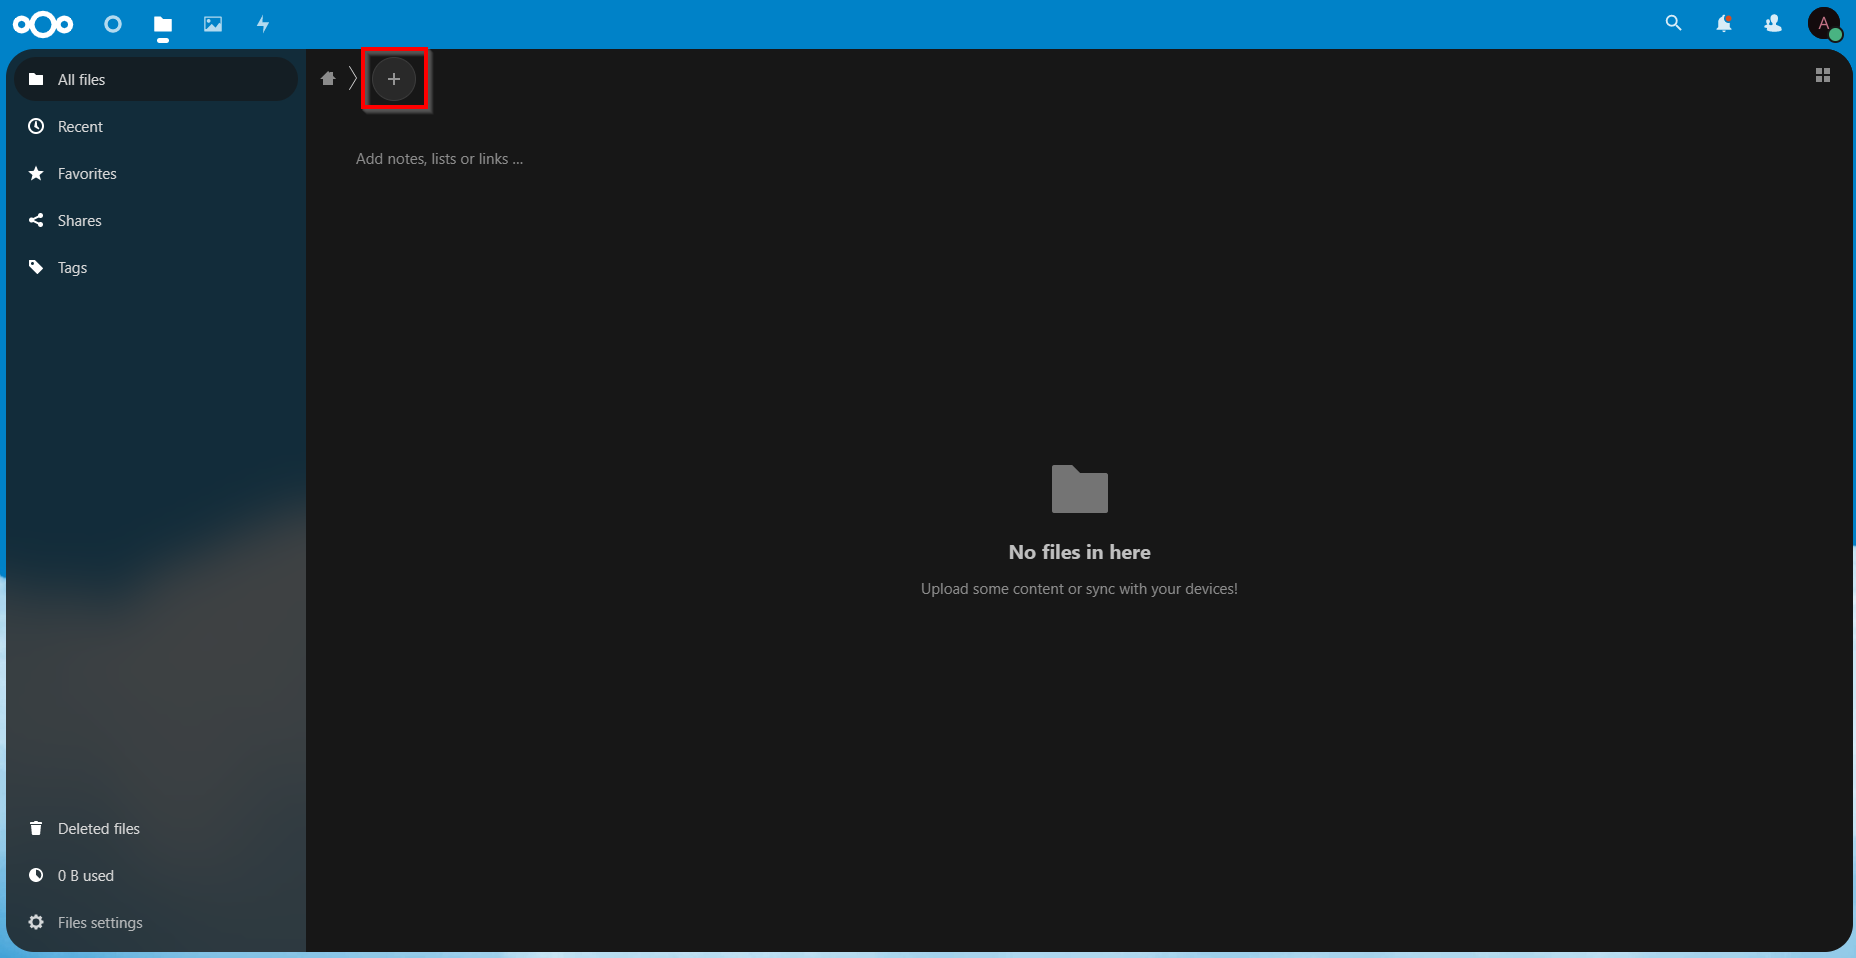 A
All files
Recent
Favorites
Shares
Tags
Add notes, lists or links ...
No files in here
Upload some content or sync with your devices!
Deleted files
0 B used
Files settings